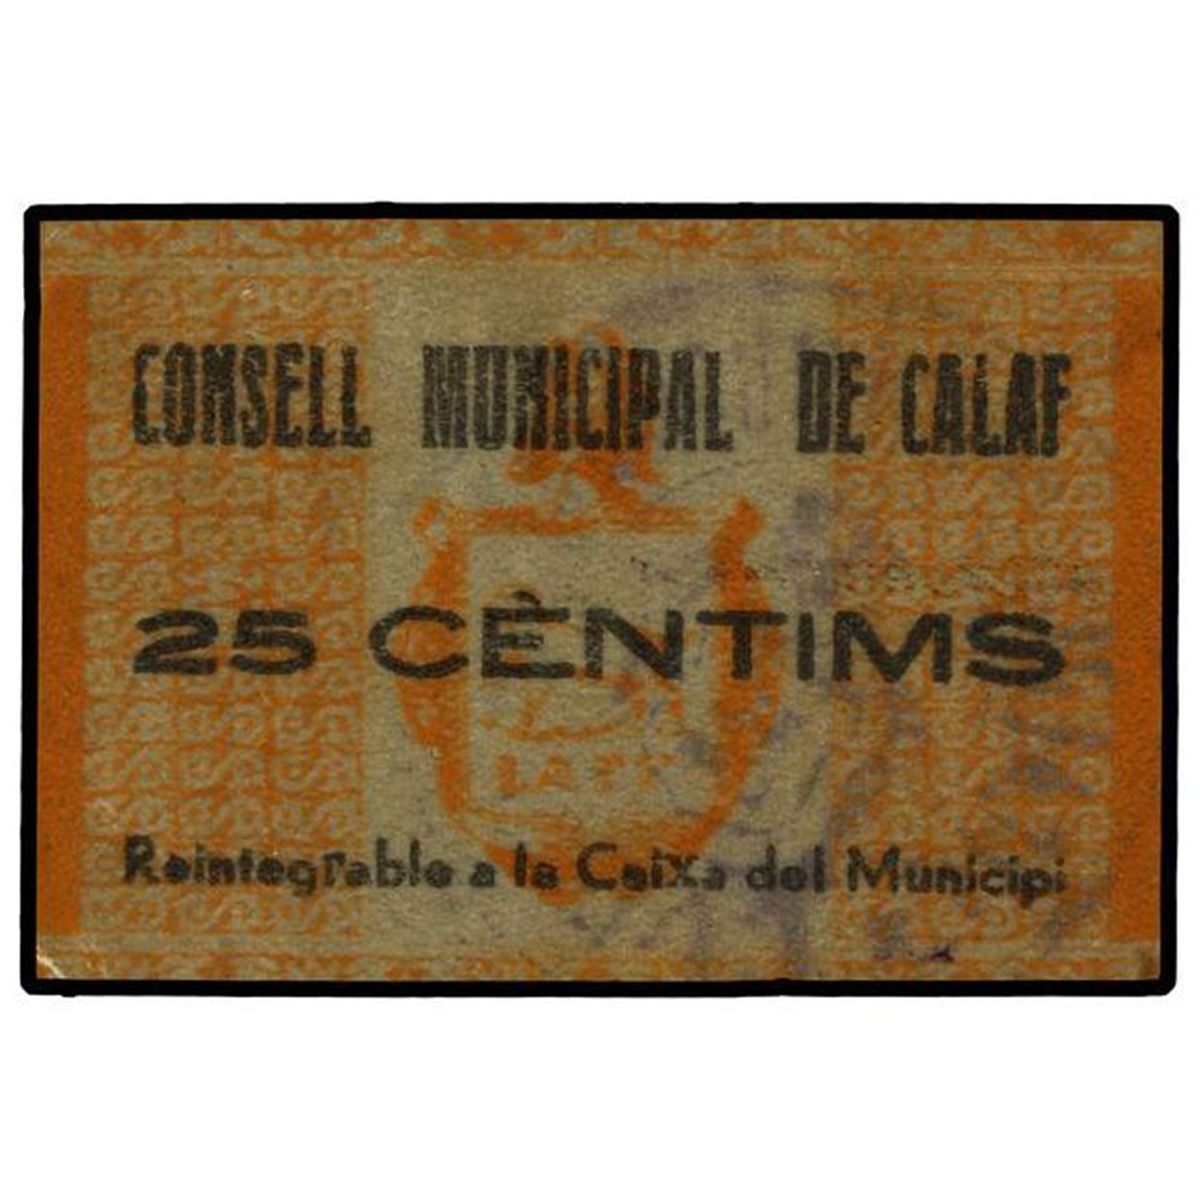 CONSELL MUNICIPAL DE CALAF
25 CÈNTIMS
Reintegrable a la Caixa del Municipi